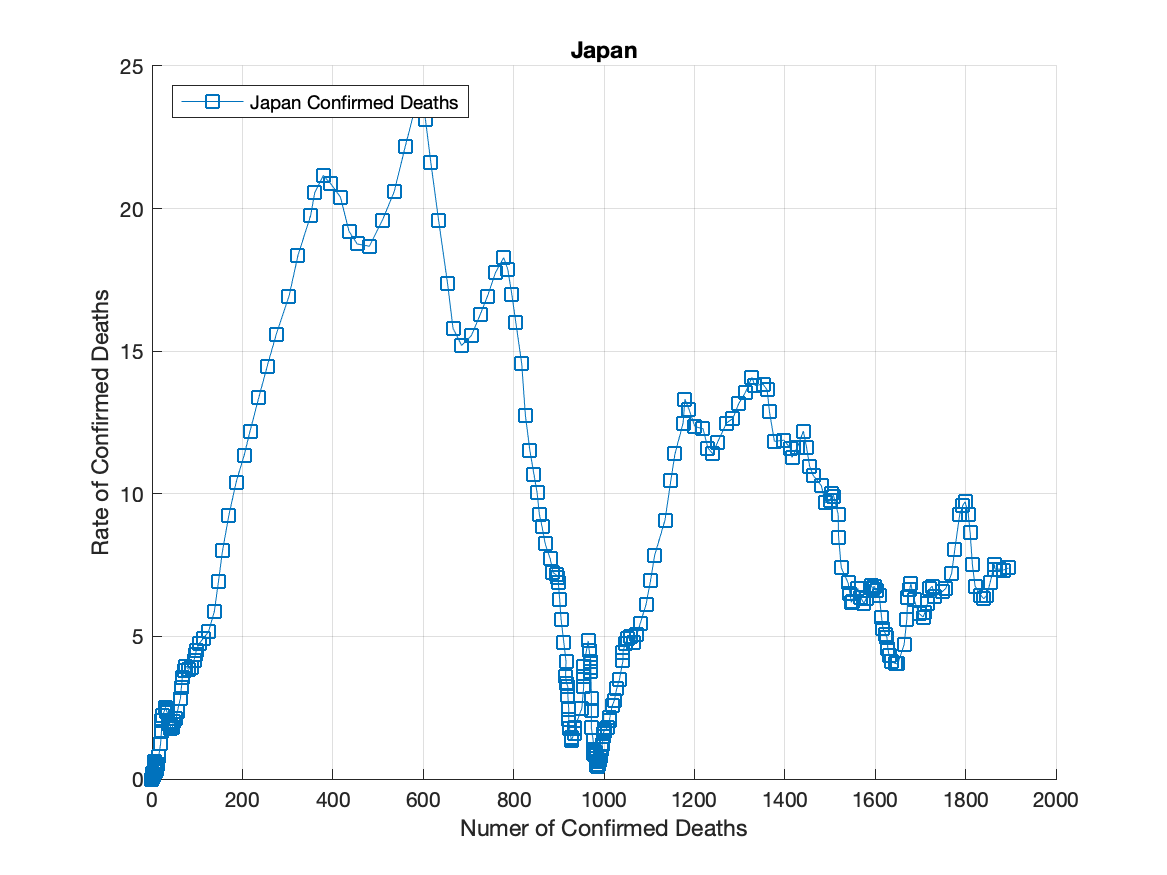 Japan
25
Japan Confirmed Deaths
20
15
10
5
0
Rate of Confirmed Deaths
0 200 400 600 800 1000 1200 1400 1600 1800 2000
Numer of Confirmed Deaths